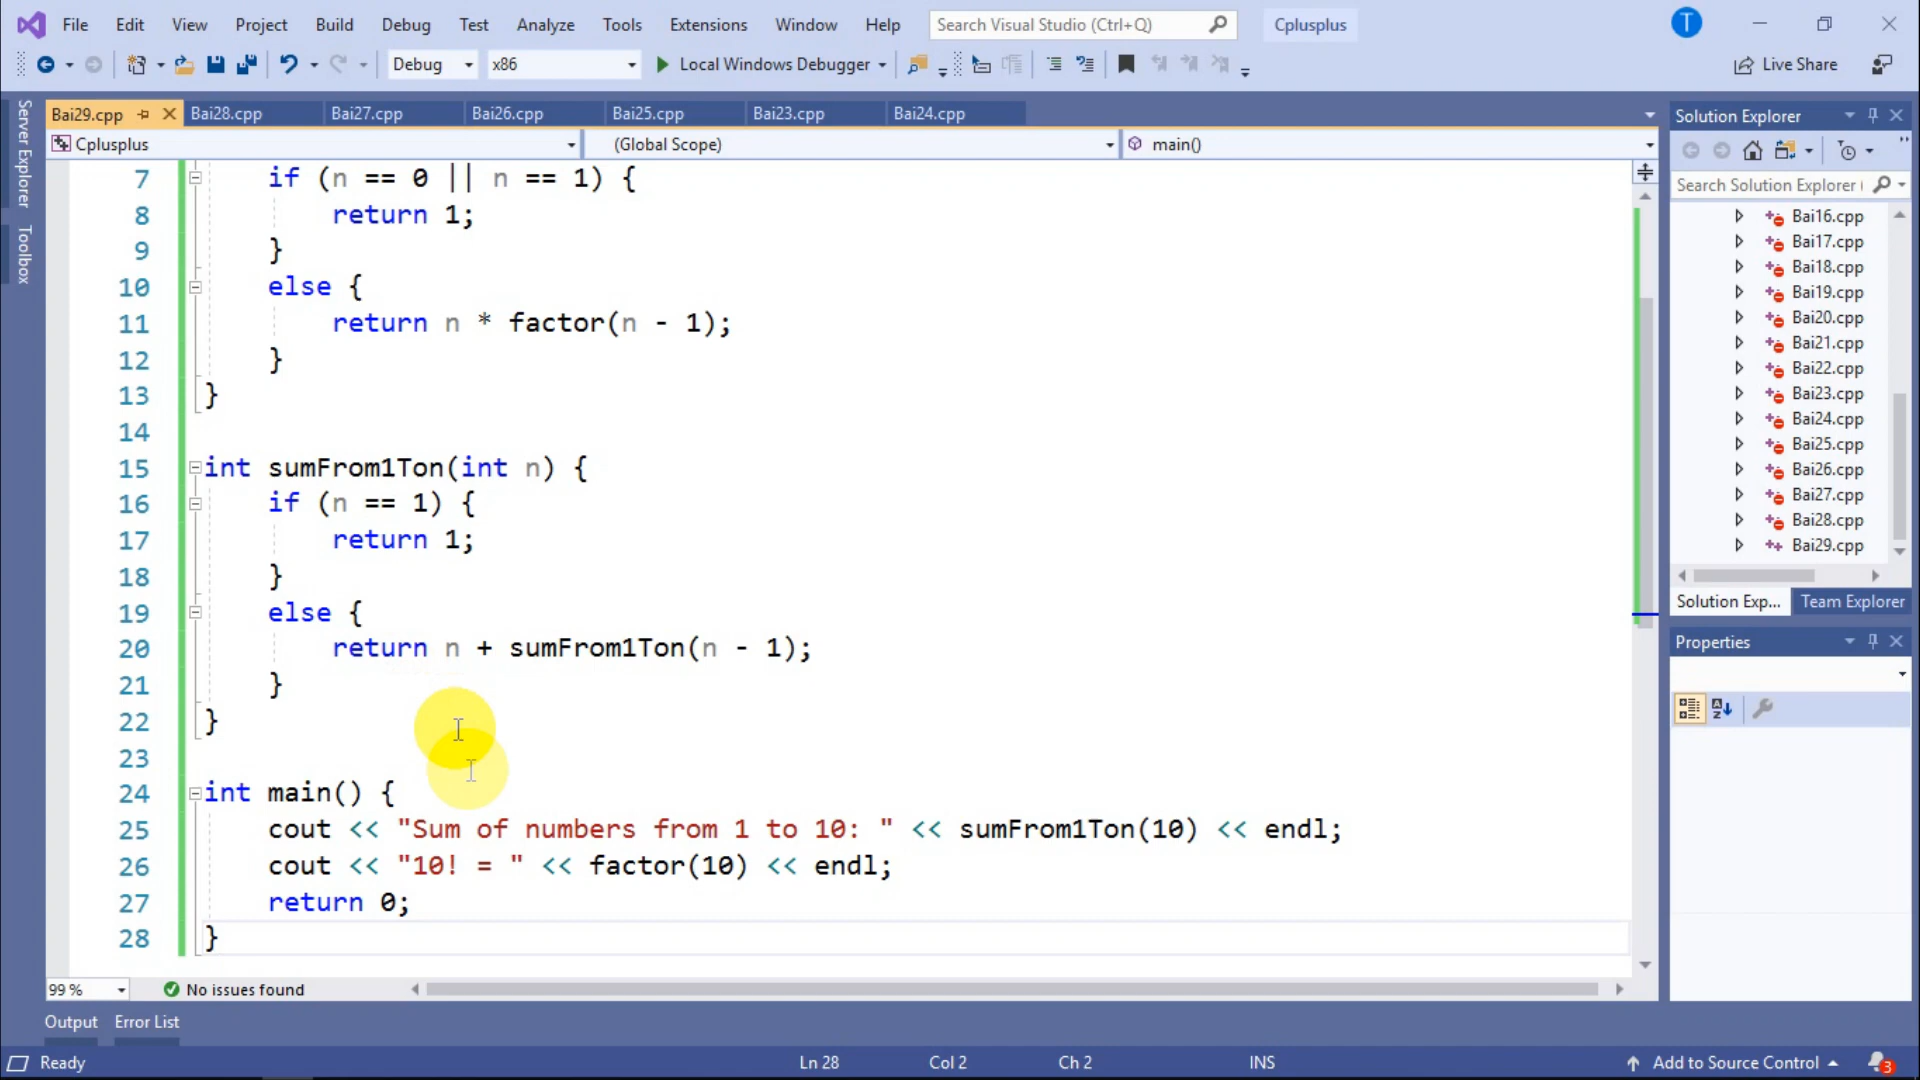 File Edit View Project Build Debug Test Analyze Tools Extensions Window Help Search Visual Studio (Ctrl+Q) Cplusplus T
Debug x86 Local Windows Debugger Live Share
Server Explorer
Toolbox
Bai29.cpp Bai28.cpp Bai27.cpp Bai26.cpp Bai25.cpp Bai23.cpp Bai24.cpp
Cplusplus (Global Scope) main()
7 if (n == 0 || n == 1) {
8 return 1;
9 }
10 else {
11 return n * factor(n - 1);
12 }
13 }
14
15 int sumFrom1Ton(int n) {
16 if (n == 1) {
17 return 1;
18 }
19 else {
20 return n + sumFrom1Ton(n - 1);
21 }
22 }
23
24 int main() {
25 cout << "Sum of numbers from 1 to 10: " << sumFrom1Ton(10) << endl;
26 cout << "10! = " << factor(10) << endl;
27 return 0;
28 }
99 % No issues found
Solution Explorer
Search Solution Explorer (
Bai16.cpp
Bai17.cpp
Bai18.cpp
Bai19.cpp
Bai20.cpp
Bai21.cpp
Bai22.cpp
Bai23.cpp
Bai24.cpp
Bai25.cpp
Bai26.cpp
Bai27.cpp
Bai28.cpp
Bai29.cpp
Solution Exp... Team Explorer
Properties
Output Error List
Ready Ln 28 Col 2 Ch 2 INS Add to Source Control 3